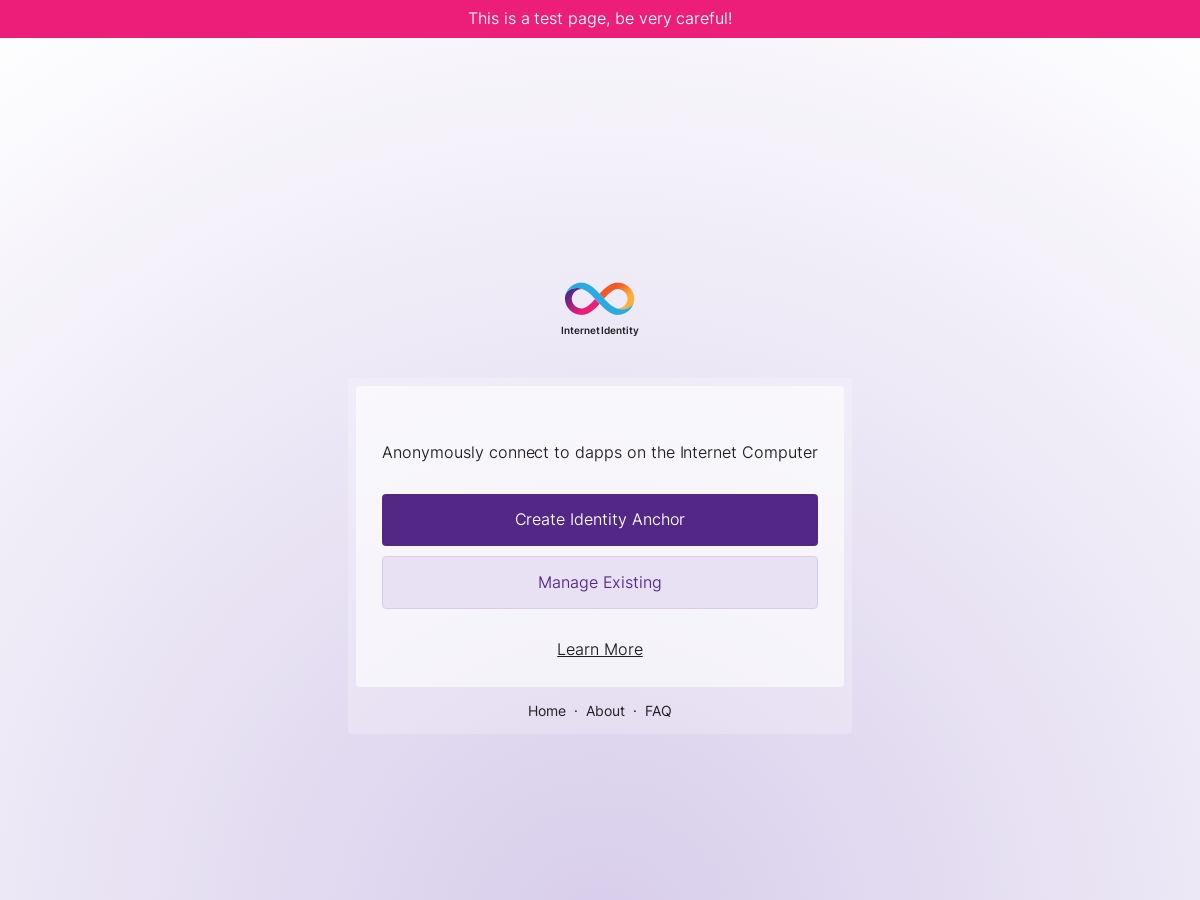 This is a test page, be very careful!
Internet Identity
Anonymously connect to dapps on the Internet Computer
Create Identity Anchor
Manage Existing
Learn More
Home · About · FAQ